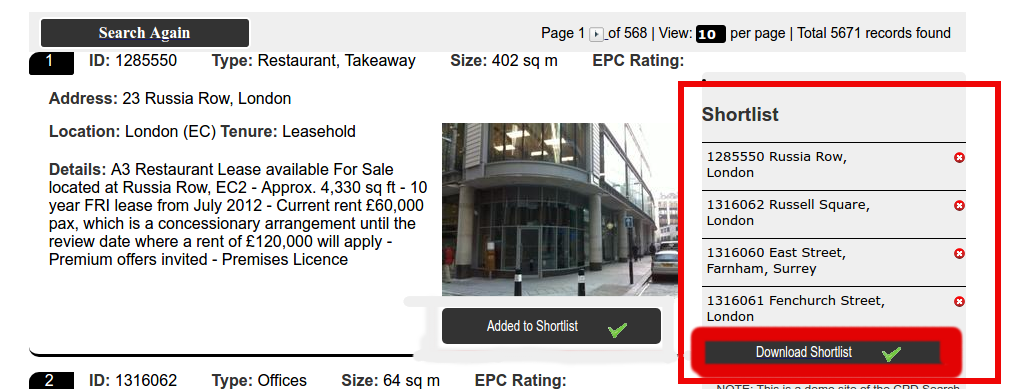 Search Again
Page 1 of 568 | View: 10 per page | Total 5671 records found
1 ID: 1285550 Type: Restaurant, Takeaway Size: 402 sq m EPC Rating:
Address: 23 Russia Row, London
Location: London (EC) Tenure: Leasehold
Details: A3 Restaurant Lease available For Sale
located at Russia Row, EC2 - Approx. 4,330 sq ft - 10
year FRI lease from July 2012 - Current rent £60,000
pax, which is a concessionary arrangement until the
review date where a rent of £120,000 will apply -
Premium offers invited - Premises Licence
Added to Shortlist
Shortlist
1285550 Russia Row,
London
1316062 Russell Square,
London
1316060 East Street,
Farnham, Surrey
1316061 Fenchurch Street,
London
Download Shortlist
NOTE: This is a demo site of the CPD Search
2 ID: 1316062 Type: Offices Size: 64 sq m EPC Rating: